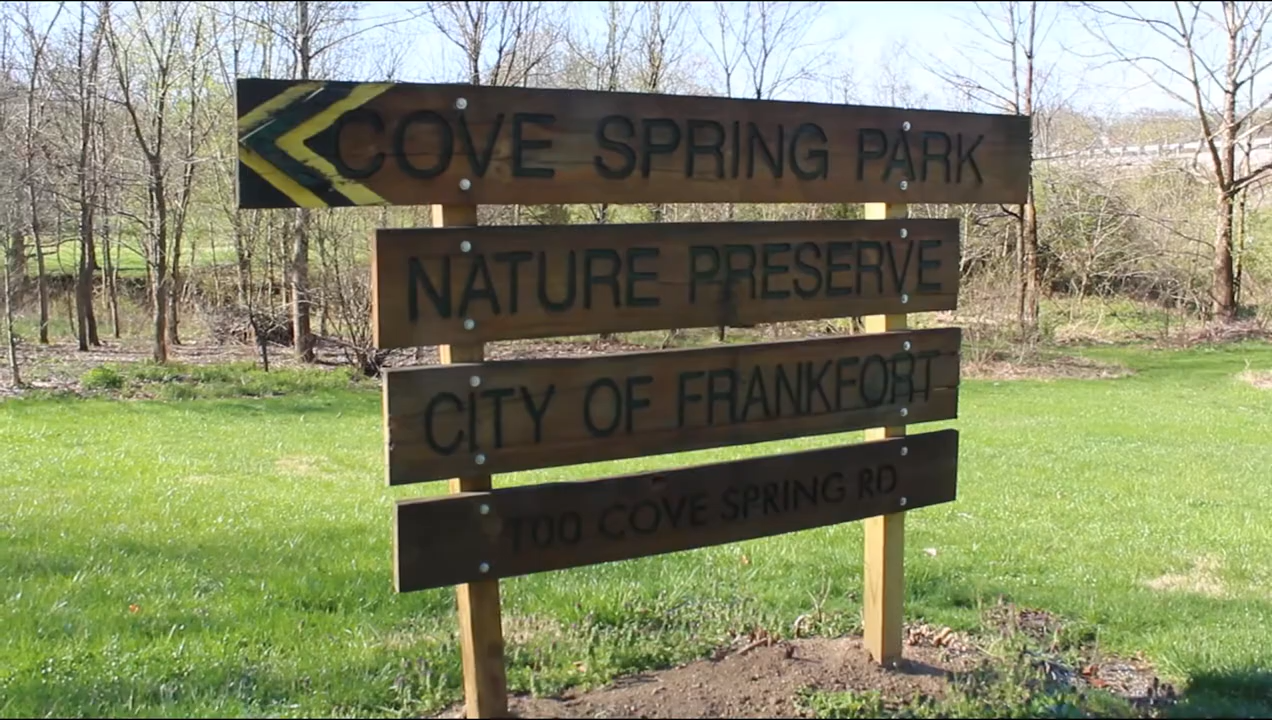 COVE SPRING PARK
NATURE PRESERVE
CITY OF FRANKFORT
100 COVE SPRING RD